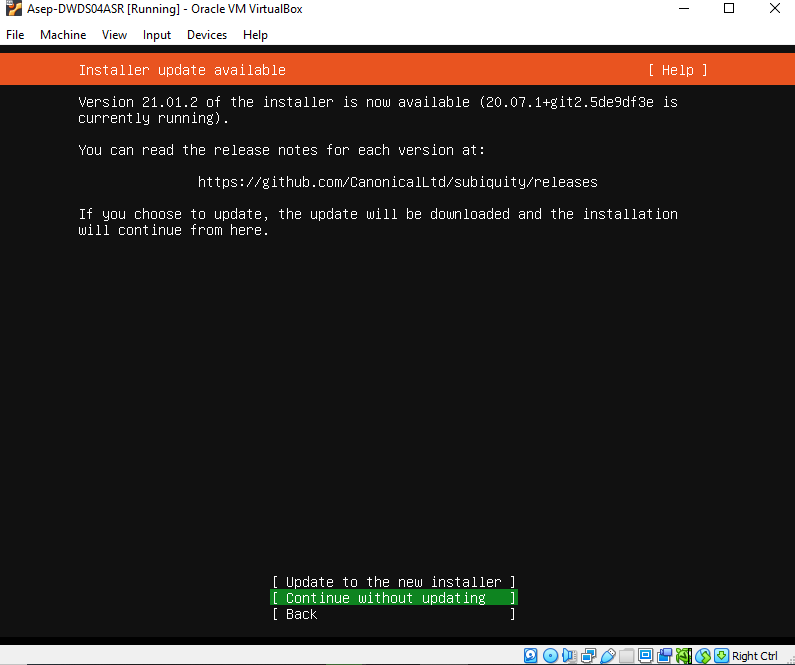 Asep-DWDS04ASR [Running] - Oracle VM VirtualBox
File Machine View Input Devices Help
Installer update available [ Help ]
Version 21.01.2 of the installer is now available (20.07.1+git2.5de9df3e is
currently running).
You can read the release notes for each version at:
https://github.com/CanonicalLtd/subiquity/releases
If you choose to update, the update will be downloaded and the installation
will continue from here.
[ Update to the new installer ]
[ Continue without updating ]
[ Back ]
Right Ctrl